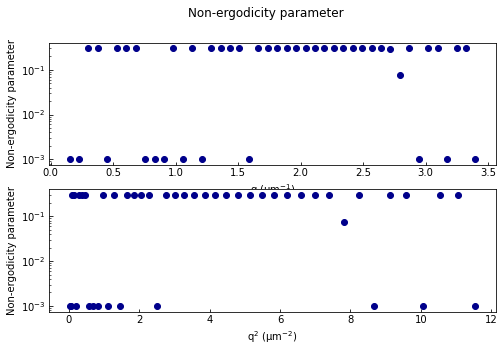 Non-ergodicity parameter
Non-ergodicity parameter
10⁻¹
10⁻²
10⁻³
0.0 0.5 1.0 1.5 2.0 2.5 3.0 3.5
q (μm⁻¹)
Non-ergodicity parameter
10⁻¹
10⁻²
10⁻³
0 2 4 6 8 10 12
q² (μm⁻²)